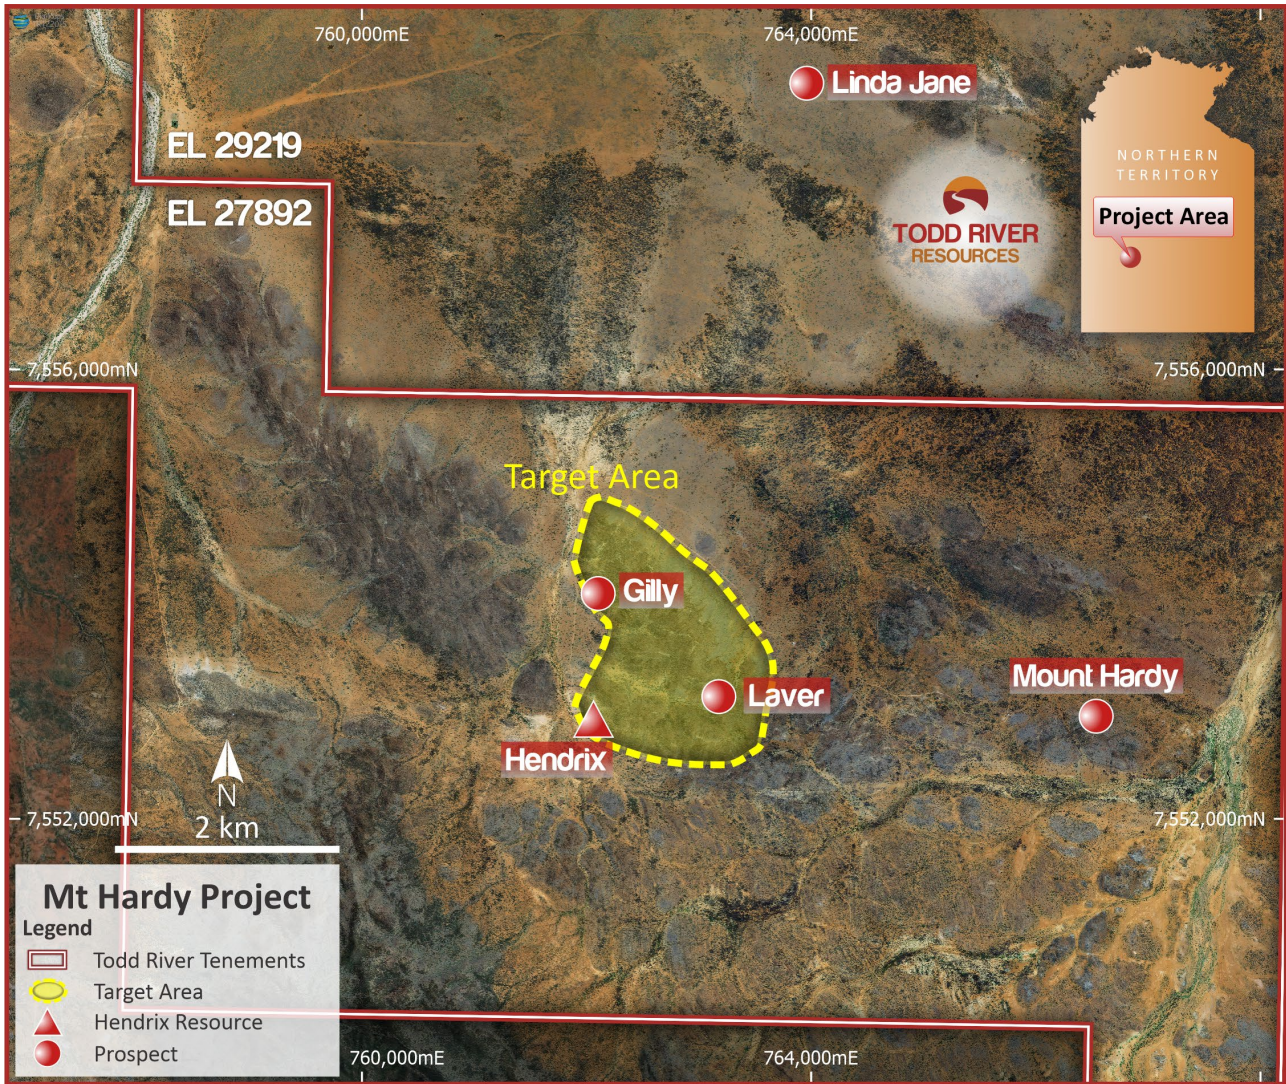 760,000mE
764,000mE
Linda Jane
EL 29219
EL 27892
NORTHERN
TERRITORY
Project Area
TODD RIVER
RESOURCES
7,556,000mN
7,556,000mN
Target Area
Gilly
Laver
Mount Hardy
Hendrix
N
2 km
7,552,000mN
7,552,000mN
Mt Hardy Project
Legend
Todd River Tenements
Target Area
Hendrix Resource
Prospect
760,000mE
764,000mE